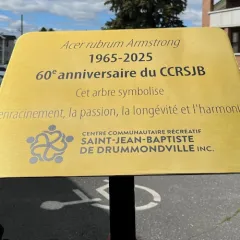 Acer rubrum Armstrong
1965-2025
60e anniversaire du CCRSJB
Cet arbre symbolise
enracinement, la passion, la longévité et l'harmoni
CENTRE COMMUNAUTAIRE RÉCRÉATIF
SAINT-JEAN-BAPTISTE
DE DRUMMONDVILLE INC.